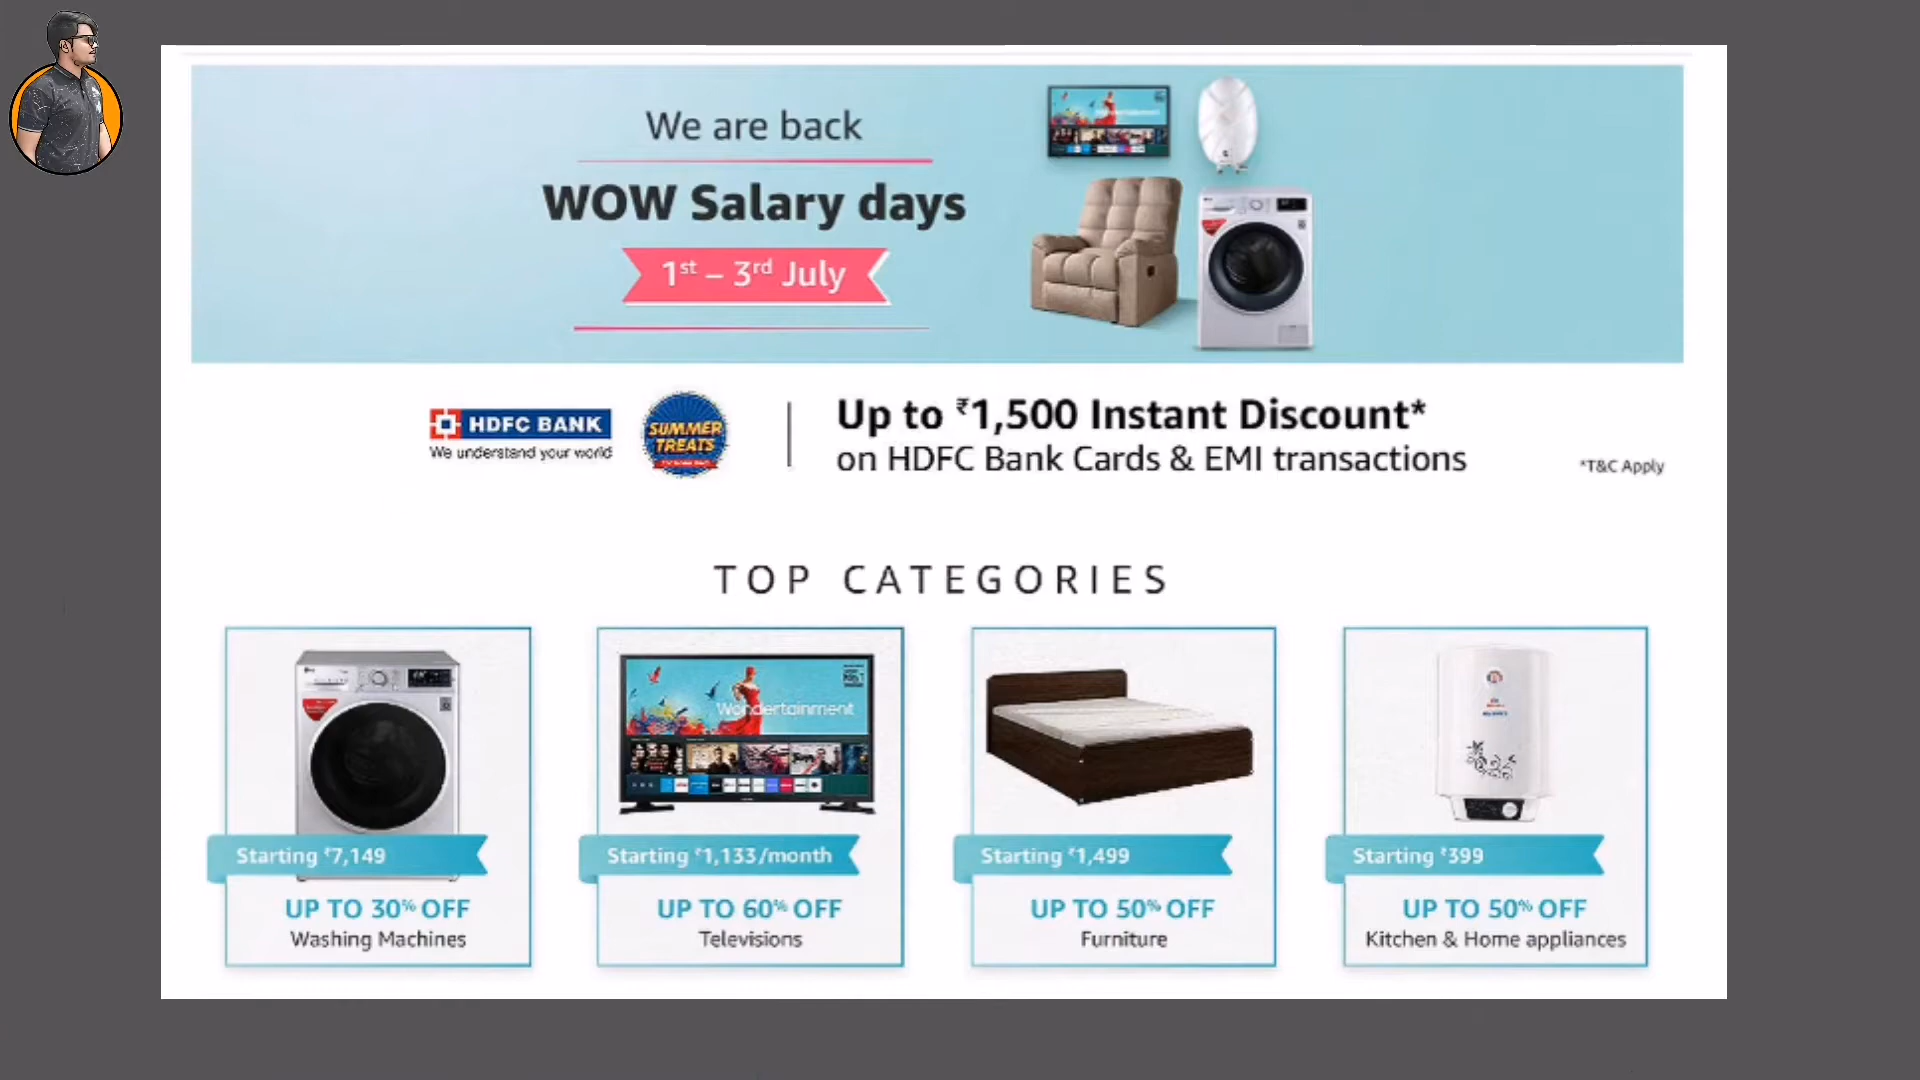 We are back
WOW Salary days
1st – 3rd July
HDFC BANK
We understand your world
SUMMER
TREATS
Up to ₹1,500 Instant Discount*
on HDFC Bank Cards & EMI transactions
*T&C Apply
TOP CATEGORIES
Wondertainment
Starting ₹7,149
UP TO 30% OFF
Washing Machines
Starting ₹1,133/month
UP TO 60% OFF
Televisions
Starting ₹1,499
UP TO 50% OFF
Furniture
Starting ₹399
UP TO 50% OFF
Kitchen & Home appliances